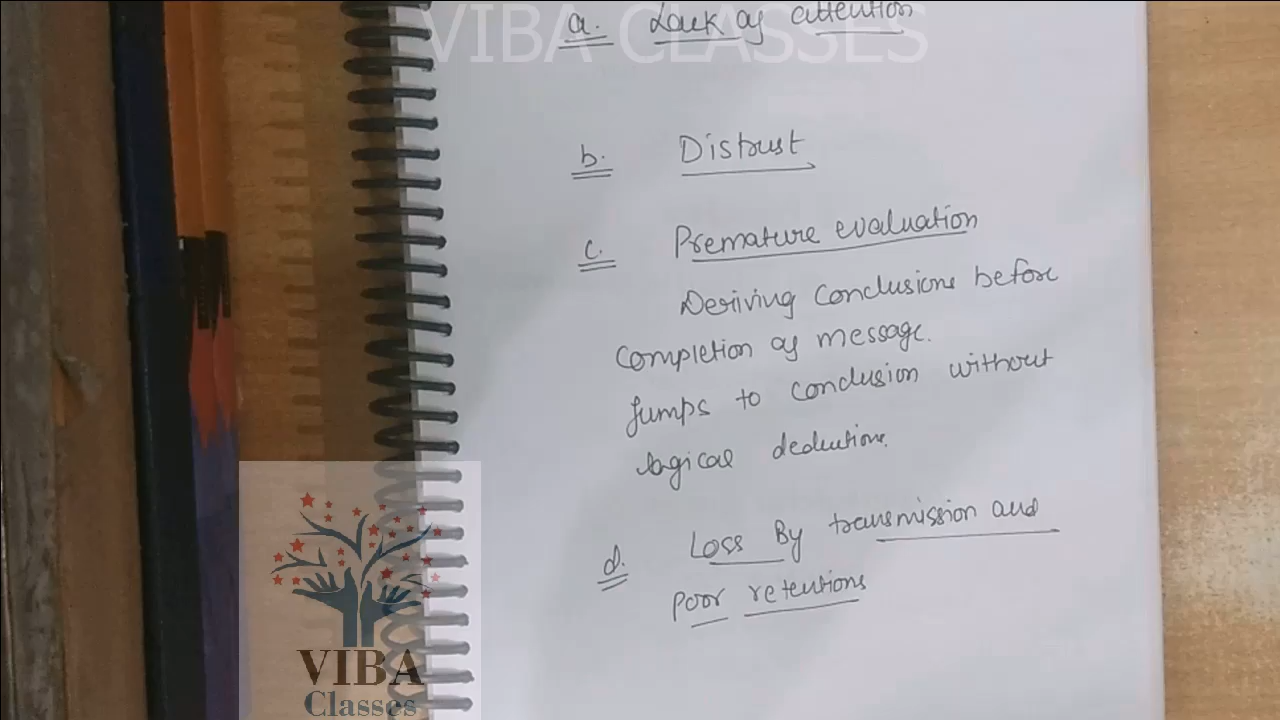 a. Lack of attention
VIBA CLASSES
b. Distrust
c. Premature evaluation
Deriving conclusions before
completion of message.
Jumps to conclusion without
logical deductions.
d. Loss By transmission and
poor retentions
VIBA
Classes